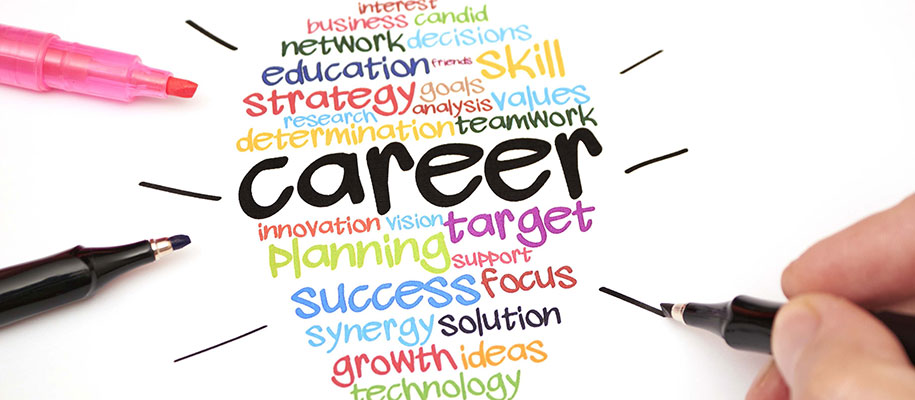 interest
business candid
network decisions
education friends skill
strategy goals
analysis values
research
determination teamwork
career
innovation vision target
planning support
success focus
synergy solution
growth ideas
technology